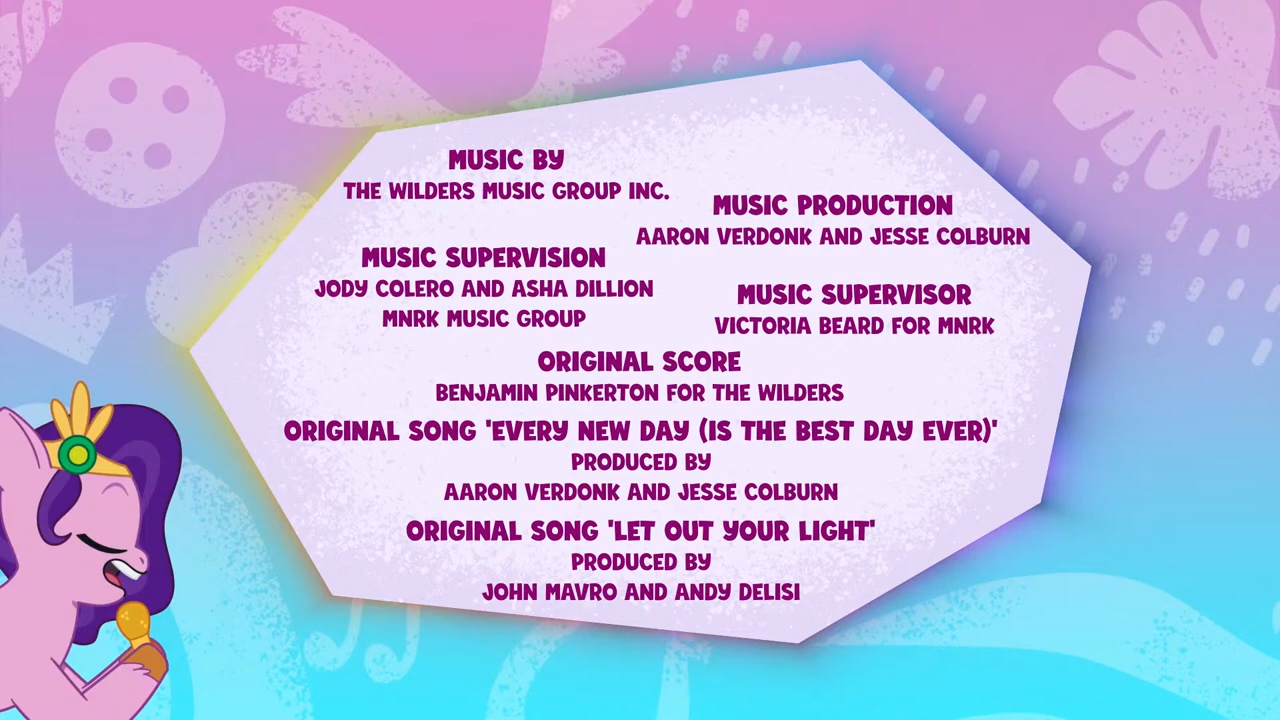 MUSIC BY
THE WILDERS MUSIC GROUP INC.
MUSIC PRODUCTION
AARON VERDONK AND JESSE COLBURN
MUSIC SUPERVISION
JODY COLERO AND ASHA DILLION
MNRK MUSIC GROUP
MUSIC SUPERVISOR
VICTORIA BEARD FOR MNRK
ORIGINAL SCORE
BENJAMIN PINKERTON FOR THE WILDERS
ORIGINAL SONG 'EVERY NEW DAY (IS THE BEST DAY EVER)'
PRODUCED BY
AARON VERDONK AND JESSE COLBURN
ORIGINAL SONG 'LET OUT YOUR LIGHT'
PRODUCED BY
JOHN MAVRO AND ANDY DELISI